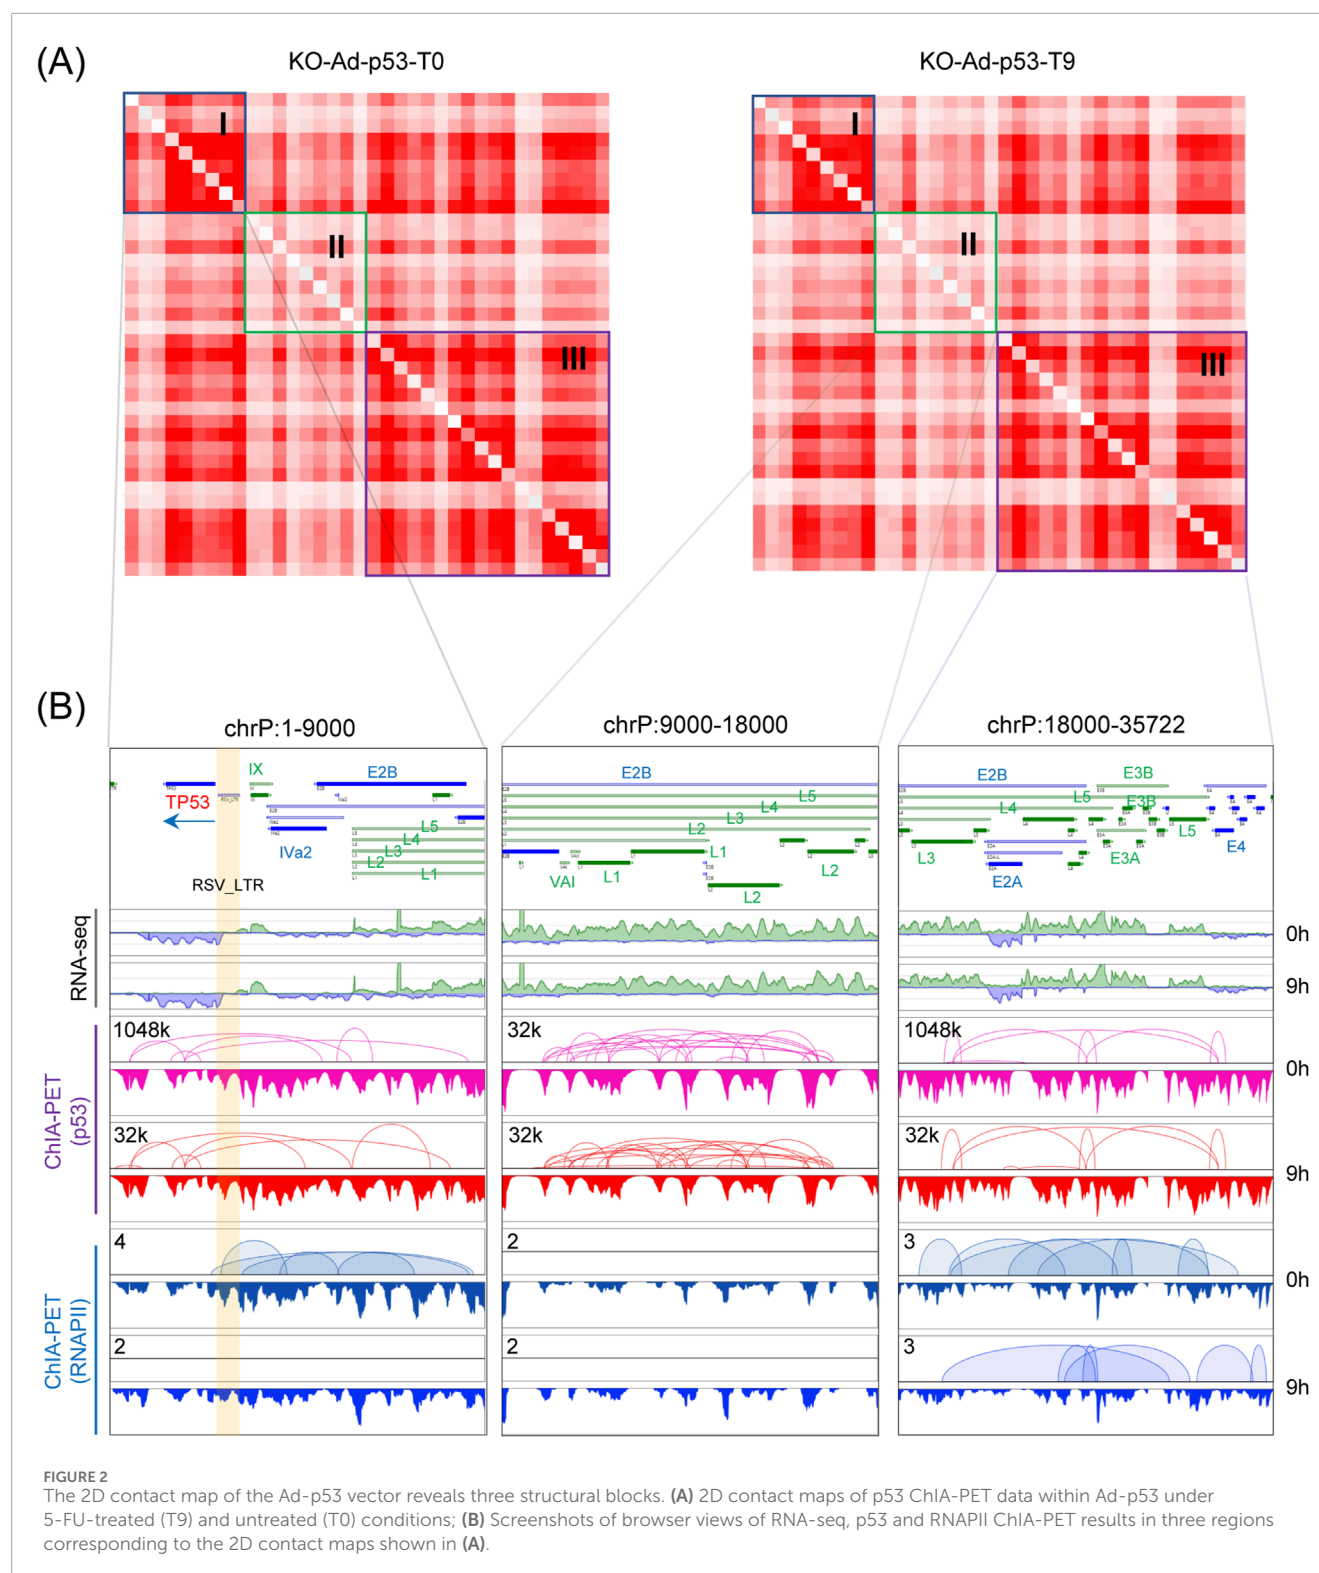 (A)
KO-Ad-p53-T0
KO-Ad-p53-T9
I
II
III
I
II
III
(B)
chrP:1-9000
chrP:9000-18000
chrP:18000-35722
IX
E2B
TP53
RSV_LTR
IVa2
L5
L4
L3
L2
L1
RSV_LTR
E2B
L5
L4
L3
L2
L1
VAI
L1
L2
L2
E2B
E3B
L5
E3B
L4
L5
L3
E3A
E4
E2A
RNA-seq
0h
9h
ChIA-PET
(p53)
1048k
32k
1048k
0h
32k
32k
32k
9h
ChIA-PET
(RNAPII)
4
2
3
0h
2
2
3
9h
FIGURE 2
The 2D contact map of the Ad-p53 vector reveals three structural blocks. (A) 2D contact maps of p53 ChIA-PET data within Ad-p53 under
5-FU-treated (T9) and untreated (T0) conditions; (B) Screenshots of browser views of RNA-seq, p53 and RNAPII ChIA-PET results in three regions
corresponding to the 2D contact maps shown in (A).